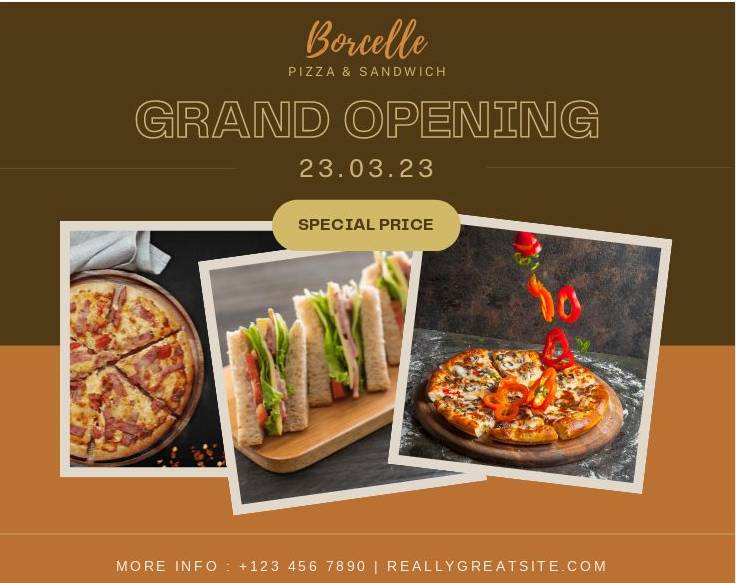 Borcelle
PIZZA & SANDWICH
GRAND OPENING
23.03.23
SPECIAL PRICE
MORE INFO : +123 456 7890 | REALLYGREATSITE.COM